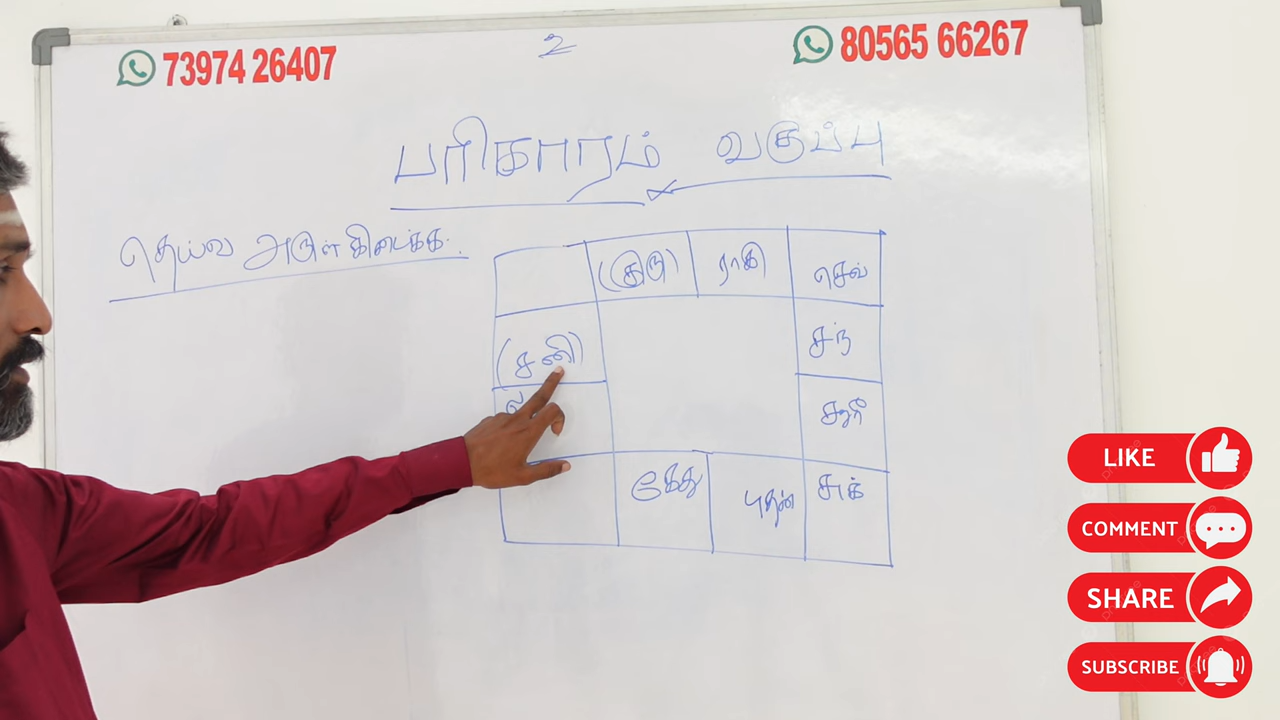 73974 26407
2
80565 66267
பரிகாரம் வகுப்பு
தெய்வ அருள் கிடைக்க.
(குரு) ராகு செவ்
(சனி) சந்
சூரி
கேது புதன் சுக்
LIKE
COMMENT
SHARE
SUBSCRIBE